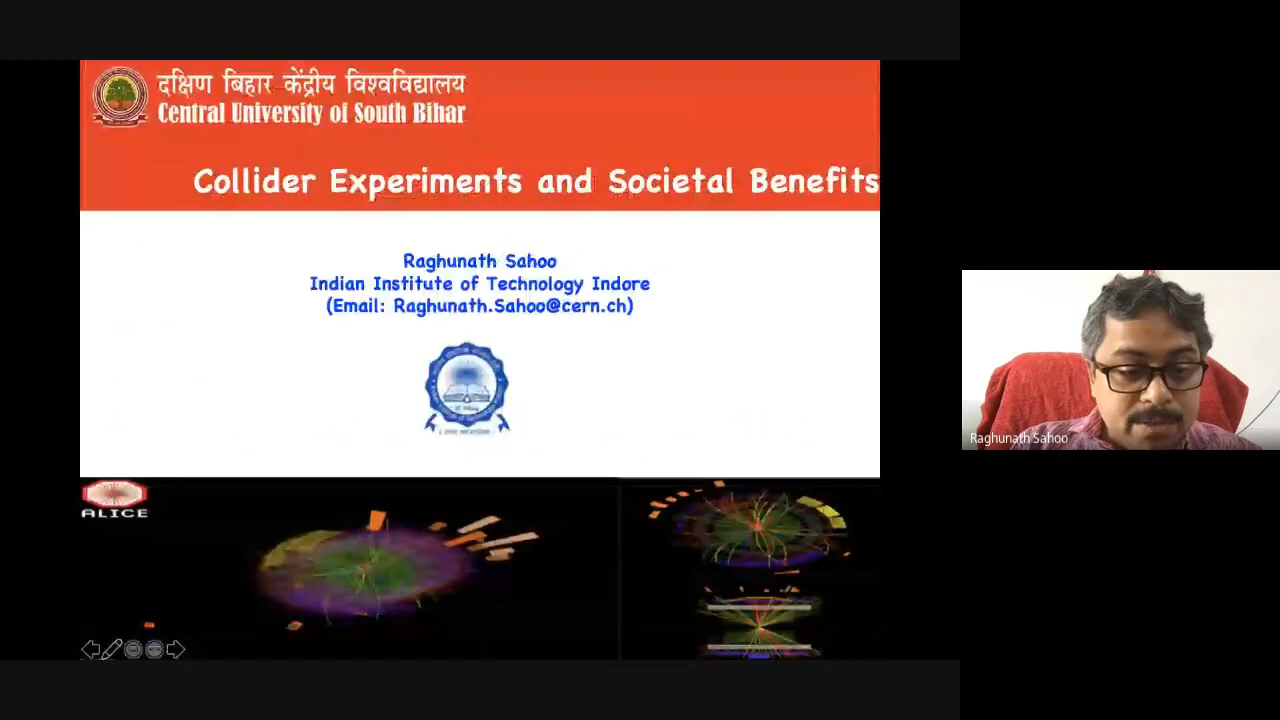 दक्षिण बिहार केंद्रीय विश्वविद्यालय
Central University of South Bihar
Collider Experiments and Societal Benefits
Raghunath Sahoo
Indian Institute of Technology Indore
(Email: Raghunath.Sahoo@cern.ch)
ALICE
Raghunath Sahoo